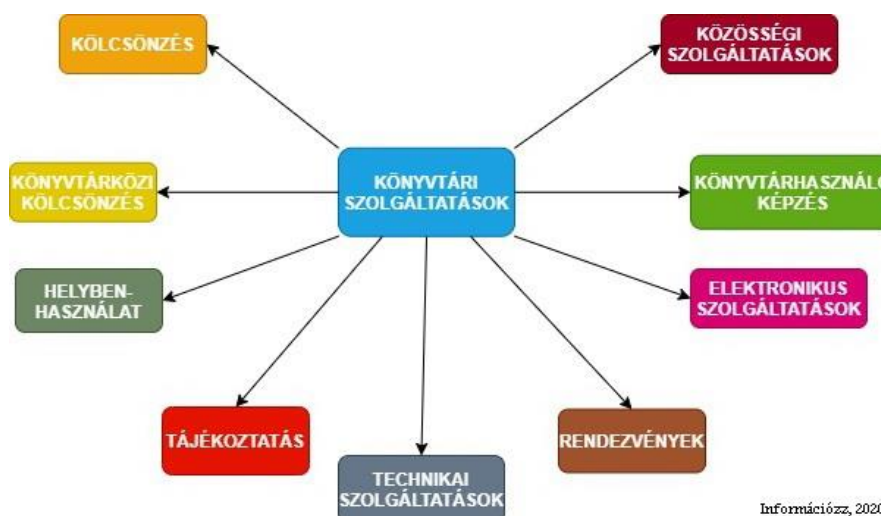 KÖLCSÖNZÉS
KÖZÖSSÉGI
SZOLGÁLTATÁSOK
KÖNYVTÁRI
SZOLGÁLTATÁSOK
KÖNYVTÁRKÖZI
KÖLCSÖNZÉS
KÖNYVTÁRHASZNÁLÓ
KÉPZÉS
HELYBEN-
HASZNÁLAT
ELEKTRONIKUS
SZOLGÁLTATÁSOK
TÁJÉKOZTATÁS
RENDEZVÉNYEK
TECHNIKAI
SZOLGÁLTATÁSOK
Információzz, 2020